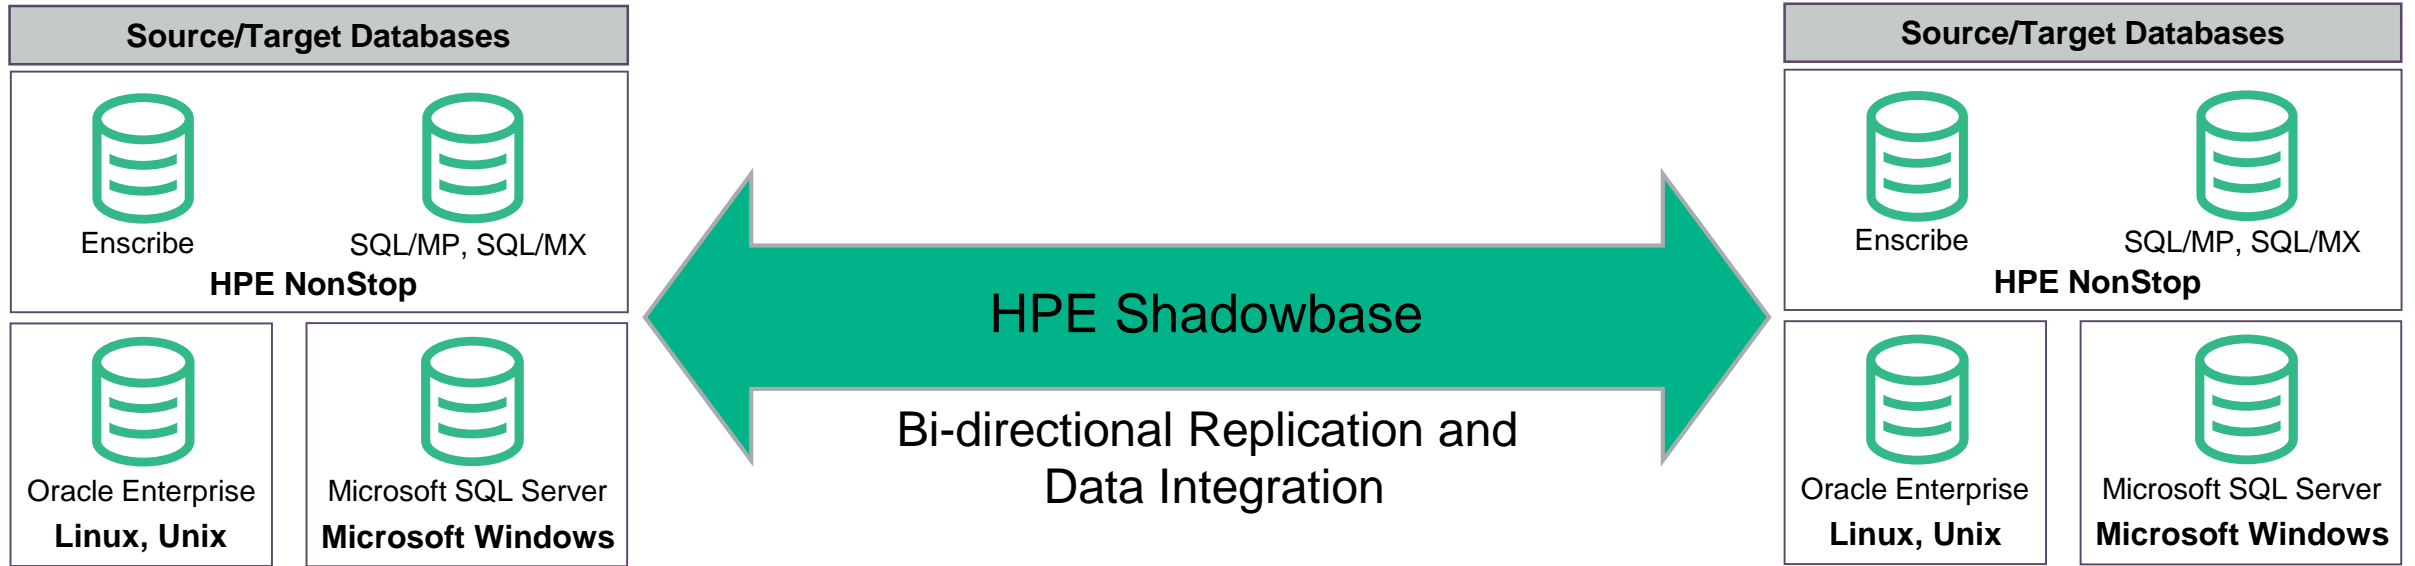 Source/Target Databases
Enscribe
SQL/MP, SQL/MX
HPE NonStop
Oracle Enterprise
Linux, Unix
Microsoft SQL Server
Microsoft Windows
HPE Shadowbase
Bi-directional Replication and
Data Integration
Source/Target Databases
Enscribe
SQL/MP, SQL/MX
HPE NonStop
Oracle Enterprise
Linux, Unix
Microsoft SQL Server
Microsoft Windows